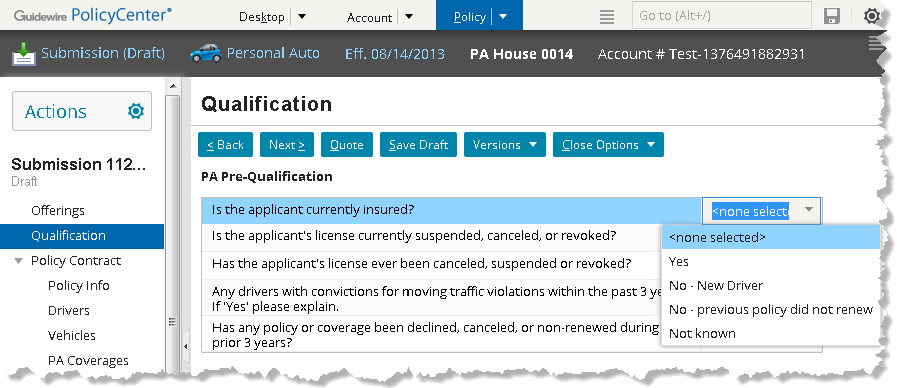 Guidewire PolicyCenter® Desktop Account Policy Go to (Alt+/)
Submission (Draft) Personal Auto Eff. 08/14/2013 PA House 0014 Account # Test-1376491882931
Actions
Submission 112...
Draft
Offerings
Qualification
Policy Contract
Policy Info
Drivers
Vehicles
PA Coverages
Qualification
< Back Next > Quote Save Draft Versions Close Options
PA Pre-Qualification
Is the applicant currently insured? <none select
Is the applicant's license currently suspended, canceled, or revoked?
Has the applicant's license ever been canceled, suspended or revoked?
Any drivers with convictions for moving traffic violations within the past 3 ye
If 'Yes' please explain.
Has any policy or coverage been declined, canceled, or non-renewed during
prior 3 years?
<none selected>
Yes
No - New Driver
No - previous policy did not renew
Not known